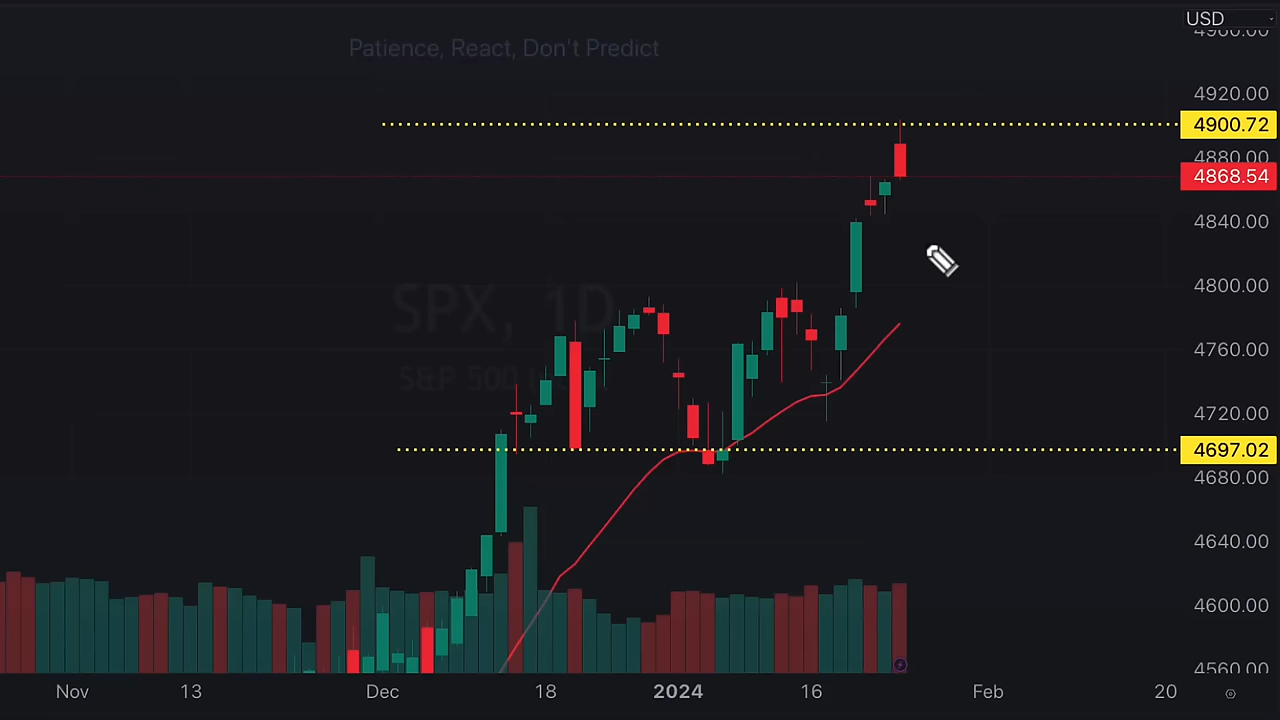 USD
4960.00
Patience, React, Don't Predict
4920.00
4900.72
4880.00
4868.54
4840.00
SPX, 1D
4800.00
4760.00
S&P 500
4720.00
4697.02
4680.00
4640.00
4600.00
4560.00
Nov 13 Dec 18 2024 16 Feb 20